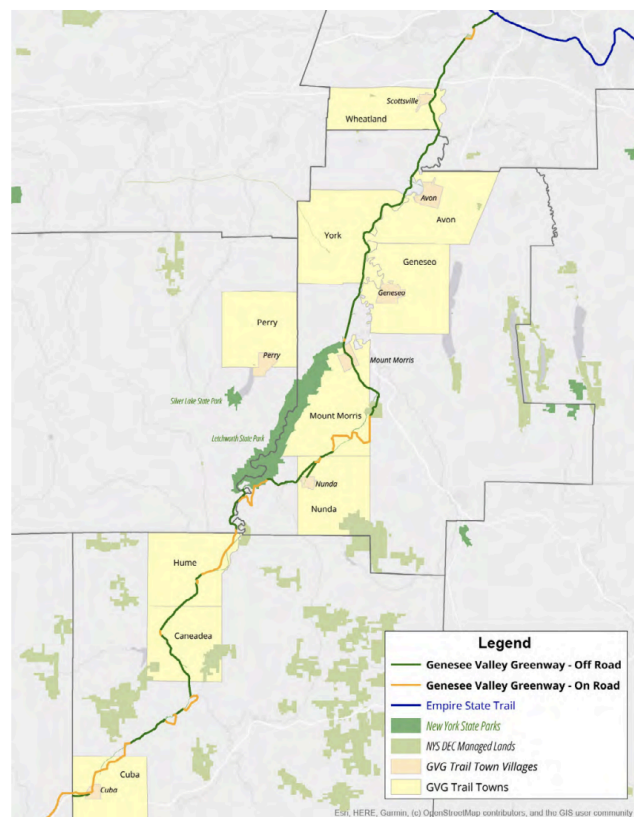 Scottsville
Wheatland
Avon
Avon
York
Geneseo
Geneseo
Perry
Perry
Mount Morris
Silver Lake State Park
Mount Morris
Letchworth State Park
Nunda
Nunda
Hume
Caneadea
Cuba
Cuba
Legend
Genesee Valley Greenway - Off Road
Genesee Valley Greenway - On Road
Empire State Trail
New York State Parks
NYS DEC Managed Lands
GVG Trail Town Villages
GVG Trail Towns
Esri, HERE, Garmin, (c) OpenStreetMap contributors, and the GIS user community